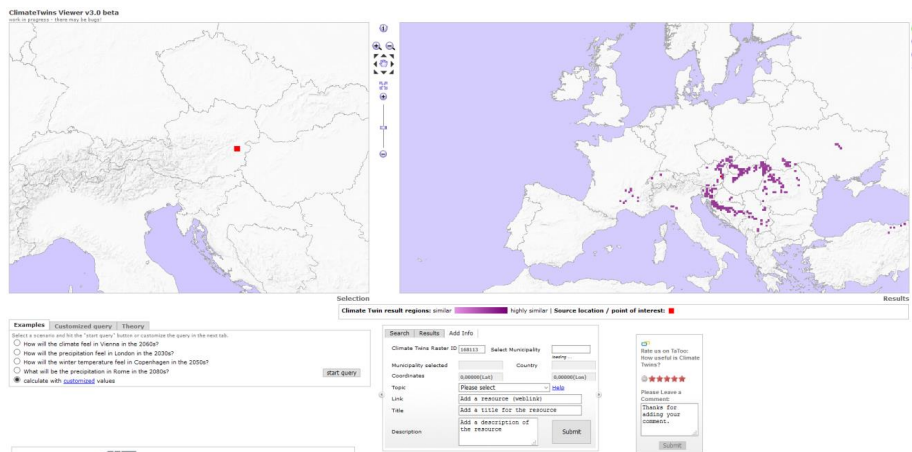 ClimateTwins Viewer v3.0 beta
work in progress - there may be bugs!
Selection
Results
Climate Twin result regions: similar highly similar | Source location / point of interest:
Examples Customized query Theory
Select a scenario and hit the "start query" button or customize the query in the next tab.
How will the climate feel in Vienna in the 2060s?
How will the precipitation feel in London in the 2030s?
How will the winter temperature feel in Copenhagen in the 2050s?
What will be the precipitation in Rome in the 2080s?
calculate with customized values
start query
Search Results Add Info
Climate Twins Raster ID 168113 Select Municipality
loading ...
Municipality selected Country
Coordinates 0.00000(Lat) 0.00000(Lon)
Topic Please select Help
Link Add a resource (weblink)
Title Add a title for the resource
Description Add a description of
the resource
Submit
Rate us on TaToo:
How useful is Climate
Twins?
Please Leave a
Comment:
Thanks for
adding your
comment.
Submit